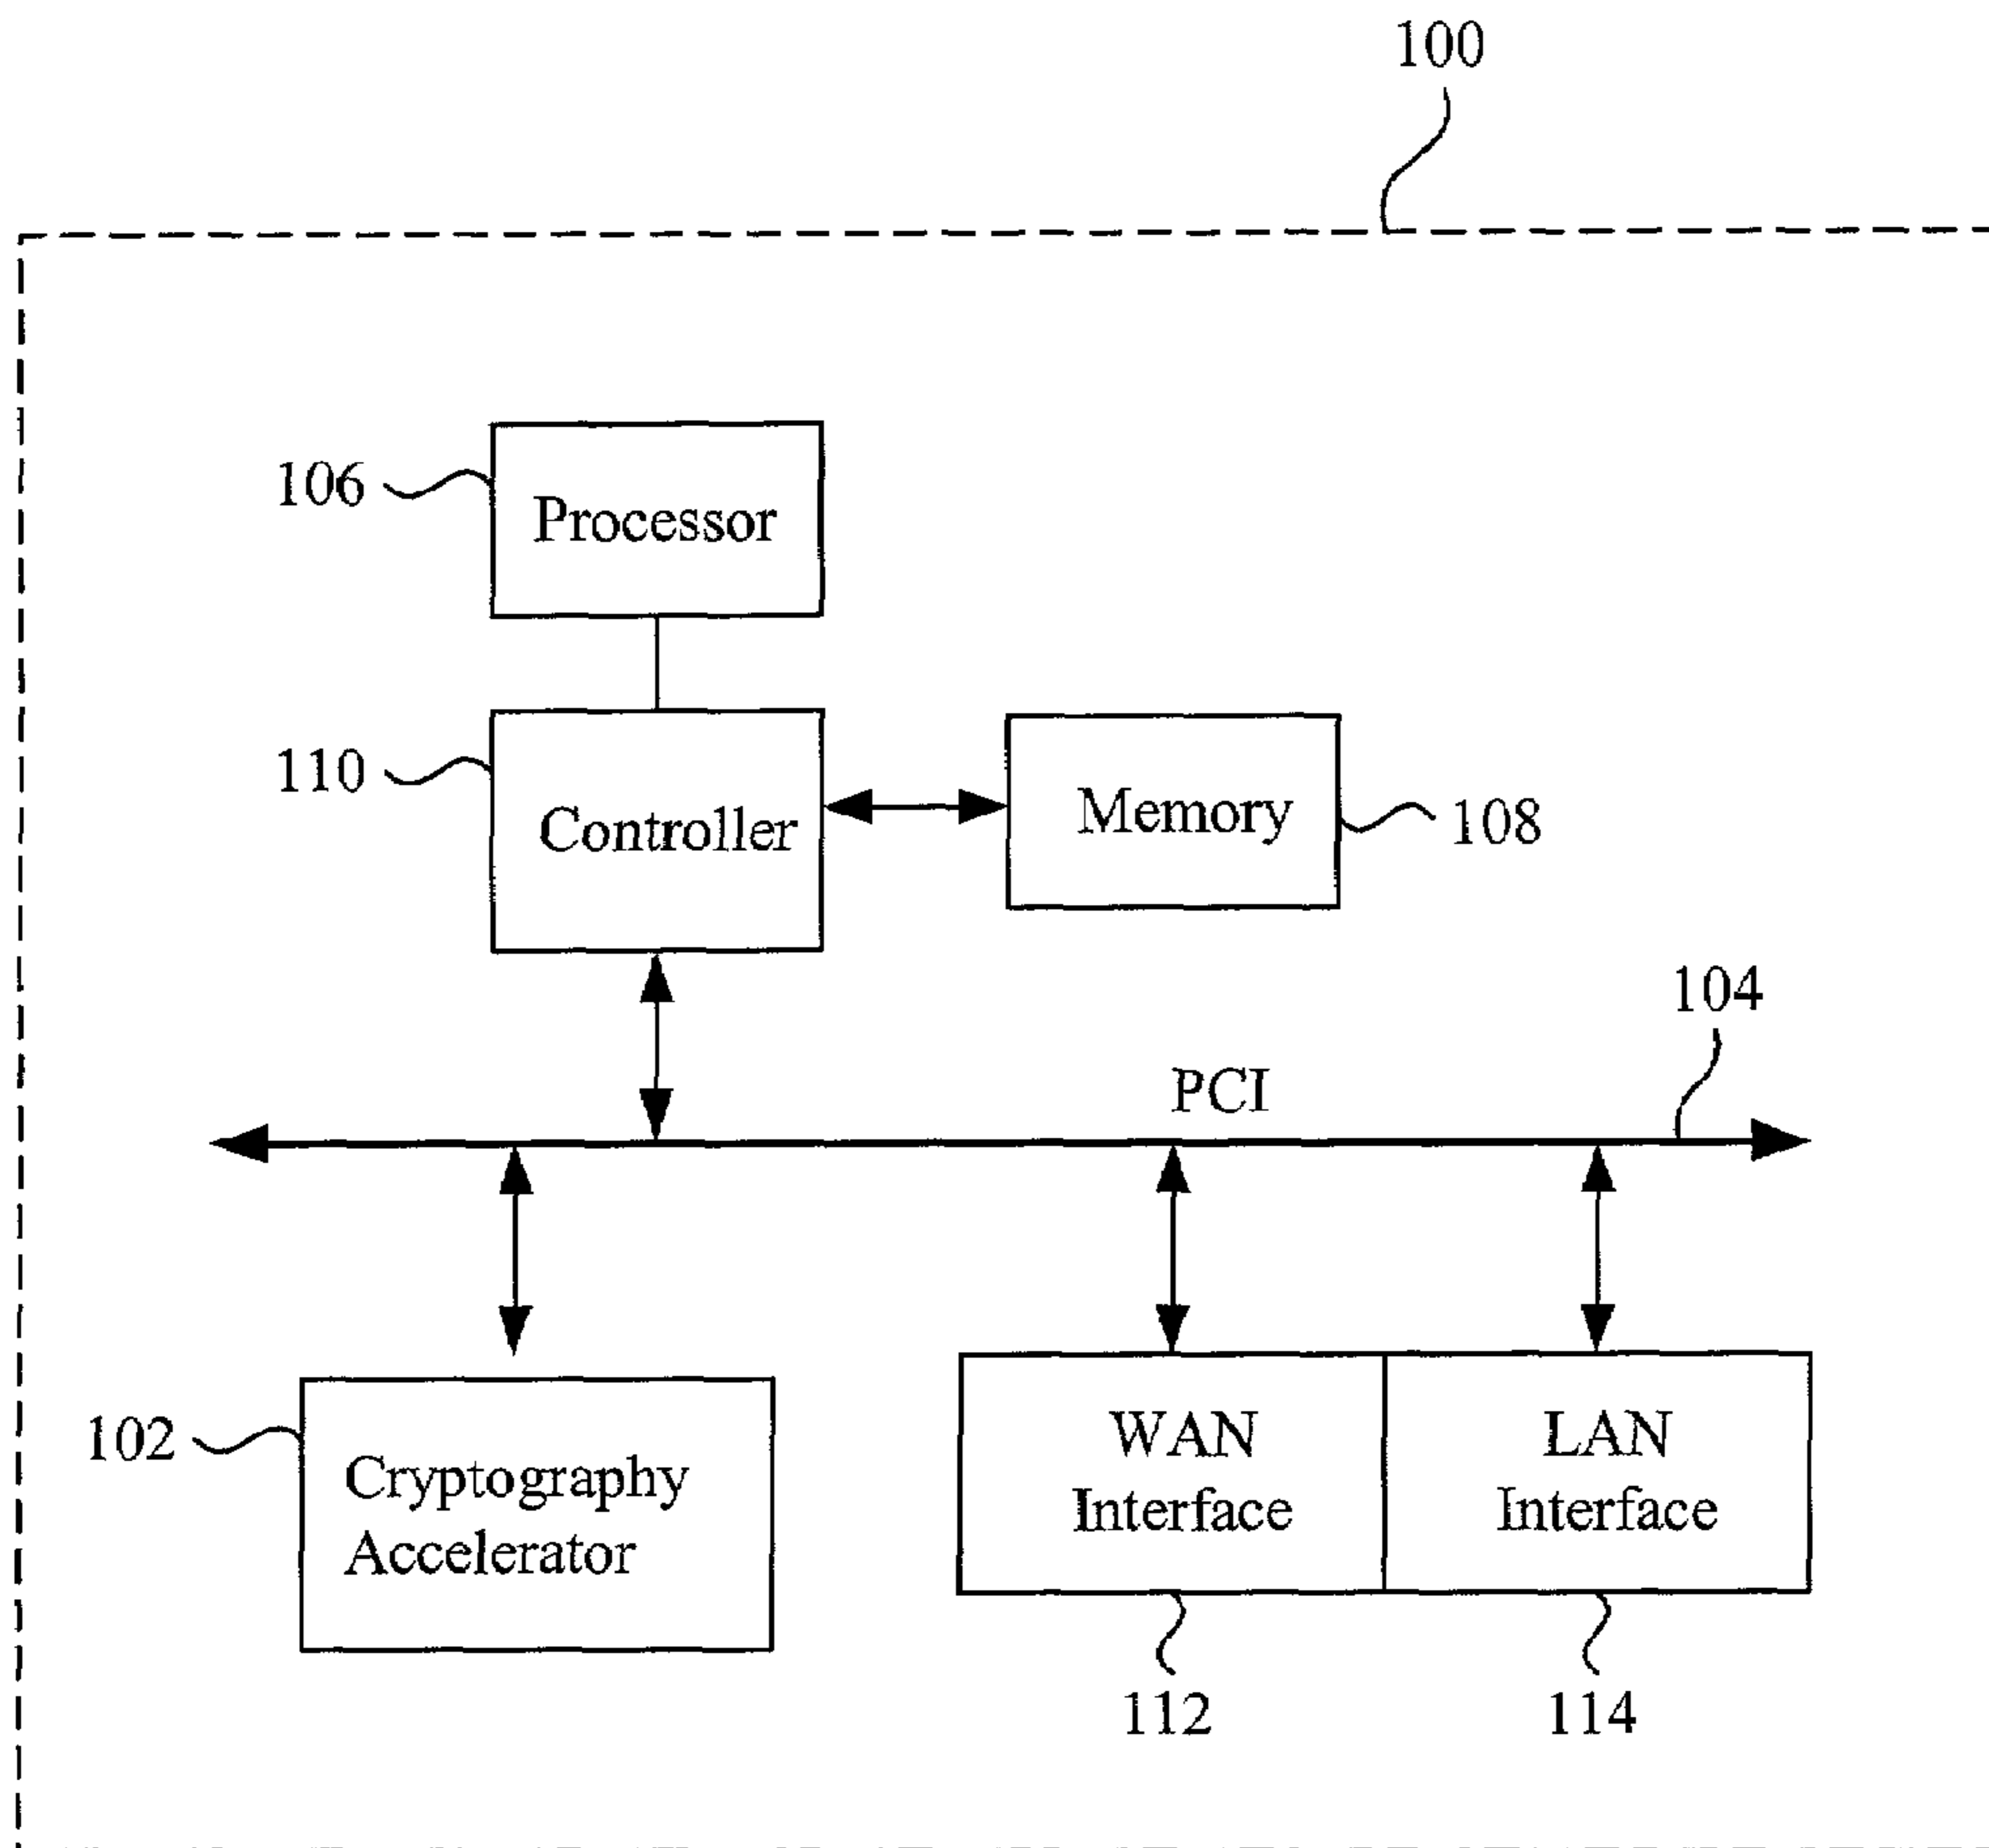 100
106
Processor
110
Controller
Memory
108
104
PCI
102
Cryptography
Accelerator
WAN
Interface
LAN
Interface
112
114